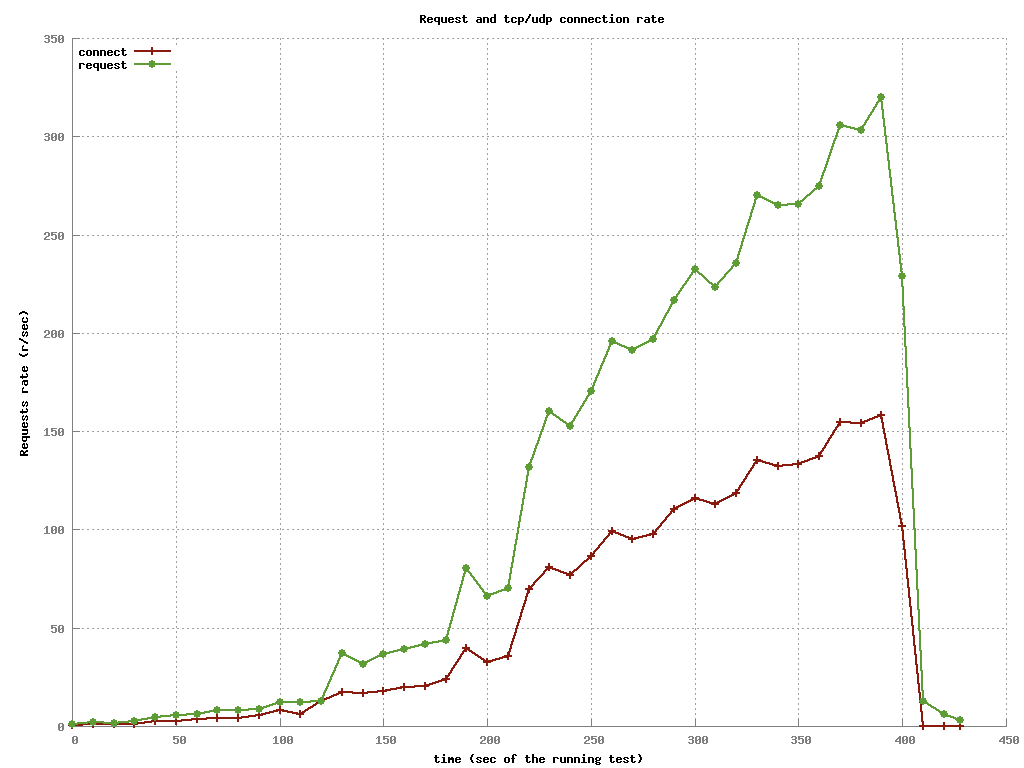 Request and tcp/udp connection rate
350
connect
request
300
250
200
150
100
50
0
Requests rate (r/sec)
0 50 100 150 200 250 300 350 400 450
time (sec of the running test)